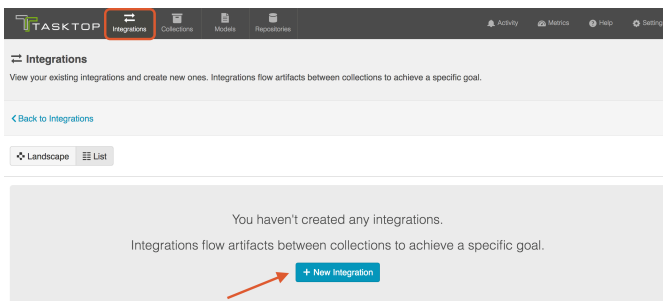 TASKTOP
Integrations
Collections
Models
Repositories
Activity
Metrics
Help
Setting
Integrations
View your existing integrations and create new ones. Integrations flow artifacts between collections to achieve a specific goal.
Back to Integrations
Landscape
List
You haven't created any integrations.
Integrations flow artifacts between collections to achieve a specific goal.
+ New Integration